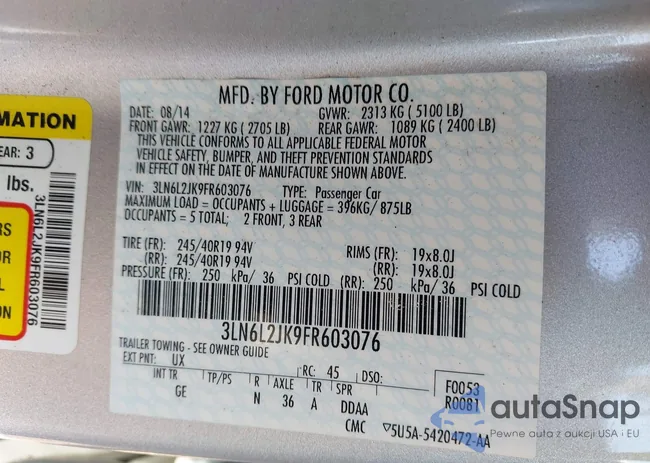 MATION
EAR: 3
lbs.
RS
UR
AL
ON
3LN6L2JK9FR603076
MFD. BY FORD MOTOR CO.
DATE: 08/14 GVWR: 2313 KG (5100 LB)
FRONT GAWR: 1227 KG (2705 LB) REAR GAWR: 1089 KG (2400 LB)
THIS VEHICLE CONFORMS TO ALL APPLICABLE FEDERAL MOTOR
VEHICLE SAFETY, BUMPER, AND THEFT PREVENTION STANDARDS
IN EFFECT ON THE DATE OF MANUFACTURE SHOWN ABOVE.
VIN: 3LN6L2JK9FR603076 TYPE: Passenger Car
MAXIMUM LOAD = OCCUPANTS + LUGGAGE = 396KG/ 875LB
OCCUPANTS = 5 TOTAL; 2 FRONT, 3 REAR
TIRE (FR): 245/40R19 94V RIMS (FR): 19x8.0J
(RR): 245/40R19 94V (RR): 19x8.0J
PRESSURE (FR): 250 kPa/ 36 PSI COLD (RR): 250 kPa/ 36 PSI COLD
3LN6L2JK9FR603076
TRAILER TOWING - SEE OWNER GUIDE
EXT PNT: UX RC: 45 DSO: F0053
INT TR TP/PS R AXLE TR SPR R0081
GE N 36 A DDAA
CMC 5U5A-5420472-AA
autaSnap
Pewne auta z aukcji USA i EU